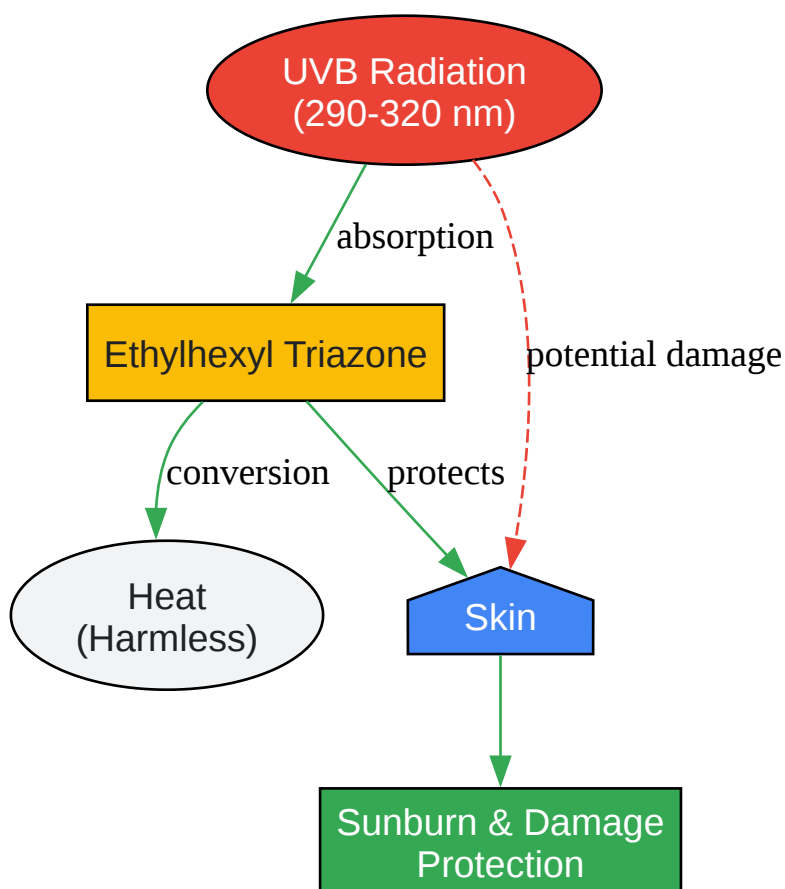 UVB Radiation
(290-320 nm)
absorption
Ethylhexyl Triazone
potential damage
conversion
protects
Heat
(Harmless)
Skin
Sunburn & Damage
Protection